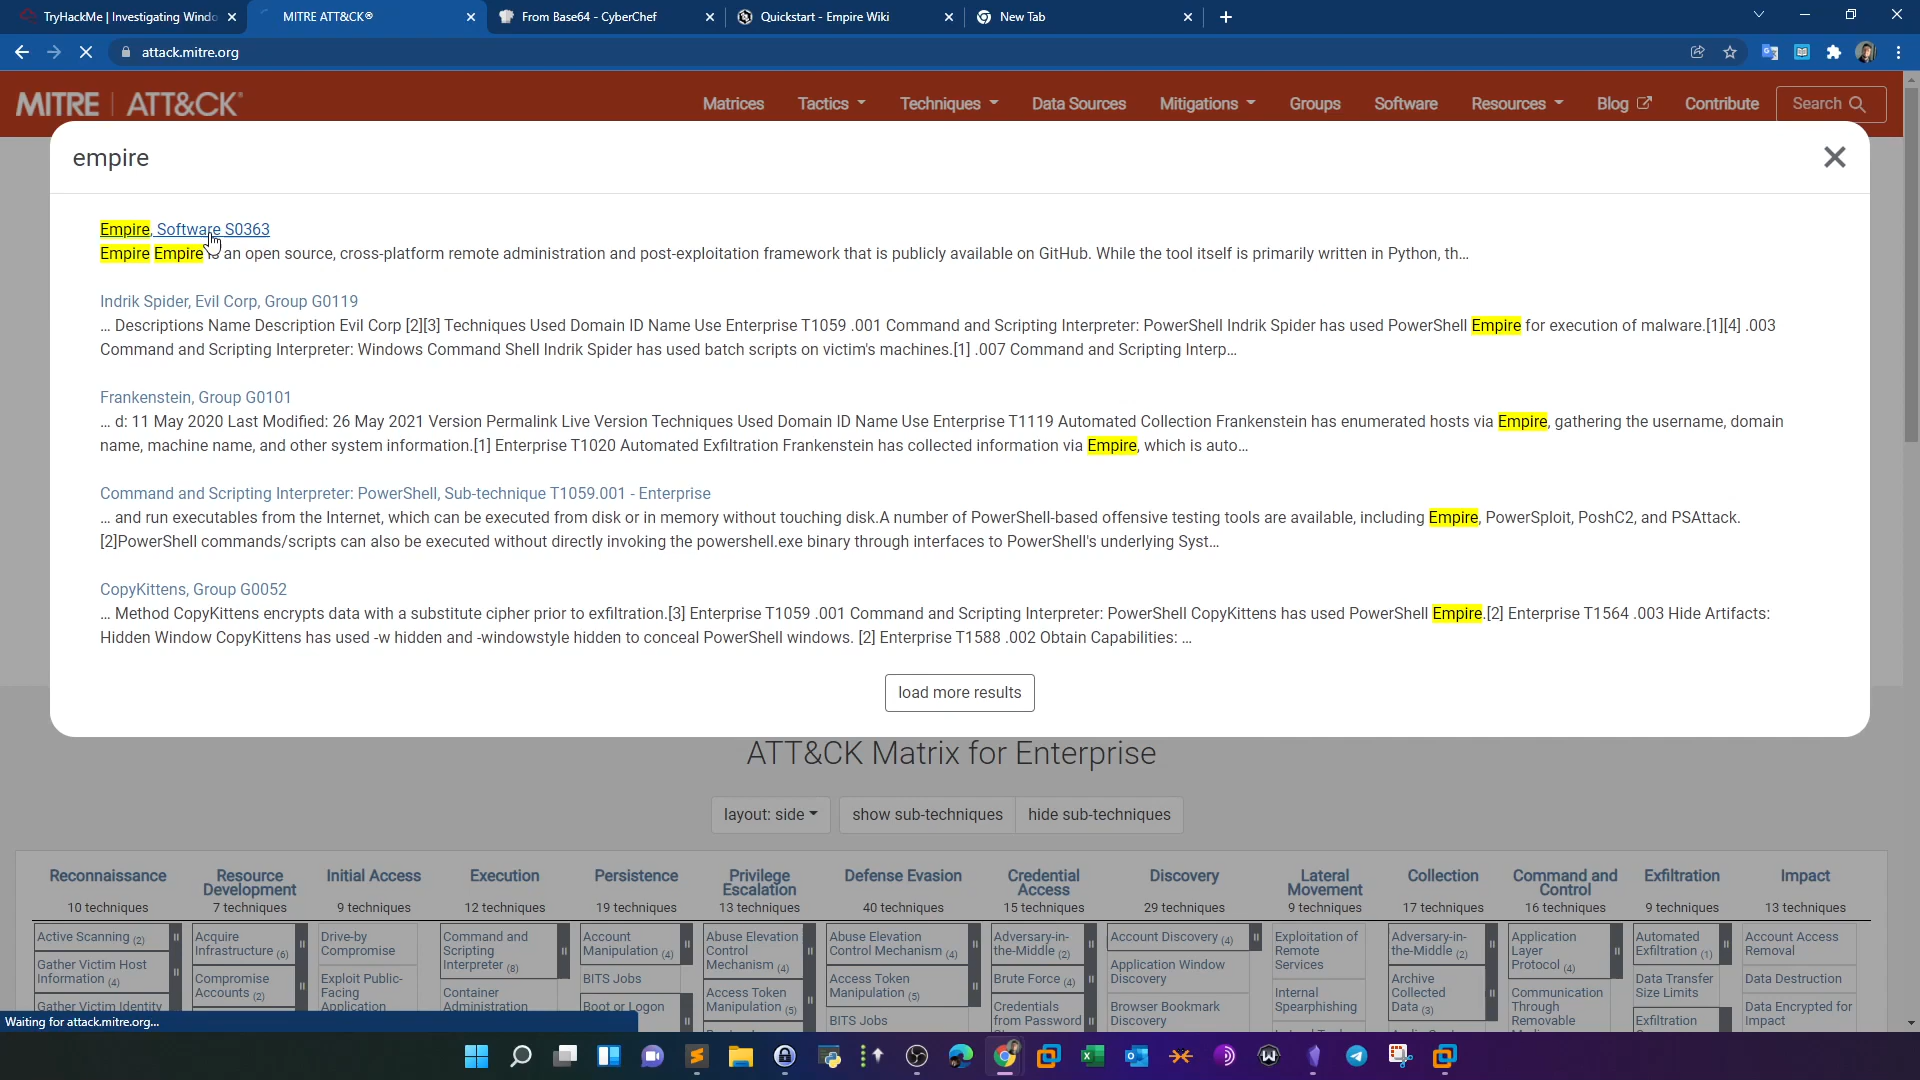 TryHackMe | Investigating Windo
MITRE ATT&CK®
From Base64 - CyberChef
Quickstart - Empire Wiki
New Tab
attack.mitre.org
MITRE | ATT&CK®
Matrices
Tactics
Techniques
Data Sources
Mitigations
Groups
Software
Resources
Blog
Contribute
Search
empire
Empire, Software S0363
Empire Empire is an open source, cross-platform remote administration and post-exploitation framework that is publicly available on GitHub. While the tool itself is primarily written in Python, th...
Indrik Spider, Evil Corp, Group G0119
... Descriptions Name Description Evil Corp [2][3] Techniques Used Domain ID Name Use Enterprise T1059 .001 Command and Scripting Interpreter: PowerShell Indrik Spider has used PowerShell Empire for execution of malware.[1][4] .003
Command and Scripting Interpreter: Windows Command Shell Indrik Spider has used batch scripts on victim's machines.[1] .007 Command and Scripting Interp...
Frankenstein, Group G0101
... d: 11 May 2020 Last Modified: 26 May 2021 Version Permalink Live Version Techniques Used Domain ID Name Use Enterprise T1119 Automated Collection Frankenstein has enumerated hosts via Empire, gathering the username, domain
name, machine name, and other system information.[1] Enterprise T1020 Automated Exfiltration Frankenstein has collected information via Empire, which is auto...
Command and Scripting Interpreter: PowerShell, Sub-technique T1059.001 - Enterprise
... and run executables from the Internet, which can be executed from disk or in memory without touching disk.A number of PowerShell-based offensive testing tools are available, including Empire, PowerSploit, PoshC2, and PSAttack.
[2]PowerShell commands/scripts can also be executed without directly invoking the powershell.exe binary through interfaces to PowerShell's underlying Syst...
CopyKittens, Group G0052
... Method CopyKittens encrypts data with a substitute cipher prior to exfiltration.[3] Enterprise T1059 .001 Command and Scripting Interpreter: PowerShell CopyKittens has used PowerShell Empire.[2] Enterprise T1564 .003 Hide Artifacts:
Hidden Window CopyKittens has used -w hidden and -windowstyle hidden to conceal PowerShell windows. [2] Enterprise T1588 .002 Obtain Capabilities: ...
load more results
ATT&CK Matrix for Enterprise
layout: side
show sub-techniques
hide sub-techniques
Reconnaissance
10 techniques
Active Scanning (2)
Gather Victim Host
Information (4)
Gather Victim Identity
Resource
Development
7 techniques
Acquire
Infrastructure (6)
Compromise
Accounts (2)
Initial Access
9 techniques
Drive-by
Compromise
Exploit Public-
Facing
Application
Execution
12 techniques
Command and
Scripting
Interpreter (8)
Container
Administration
Persistence
19 techniques
Account
Manipulation (4)
BITS Jobs
Boot or Logon
Privilege
Escalation
13 techniques
Abuse Elevation
Control
Mechanism (4)
Access Token
Manipulation (5)
Defense Evasion
40 techniques
Abuse Elevation
Control Mechanism (4)
Access Token
Manipulation (5)
BITS Jobs
Credential
Access
15 techniques
Adversary-in-
the-Middle (2)
Brute Force (4)
Credentials
from Password
Discovery
29 techniques
Account Discovery (4)
Application Window
Discovery
Browser Bookmark
Discovery
Lateral
Movement
9 techniques
Exploitation of
Remote
Services
Internal
Spearphishing
Collection
17 techniques
Adversary-in-
the-Middle (2)
Archive
Collected
Data (3)
Command and
Control
16 techniques
Application
Layer
Protocol (4)
Communication
Through
Removable
Exfiltration
9 techniques
Automated
Exfiltration (1)
Data Transfer
Size Limits
Exfiltration
Impact
13 techniques
Account Access
Removal
Data Destruction
Data Encrypted for
Impact
Waiting for attack.mitre.org...